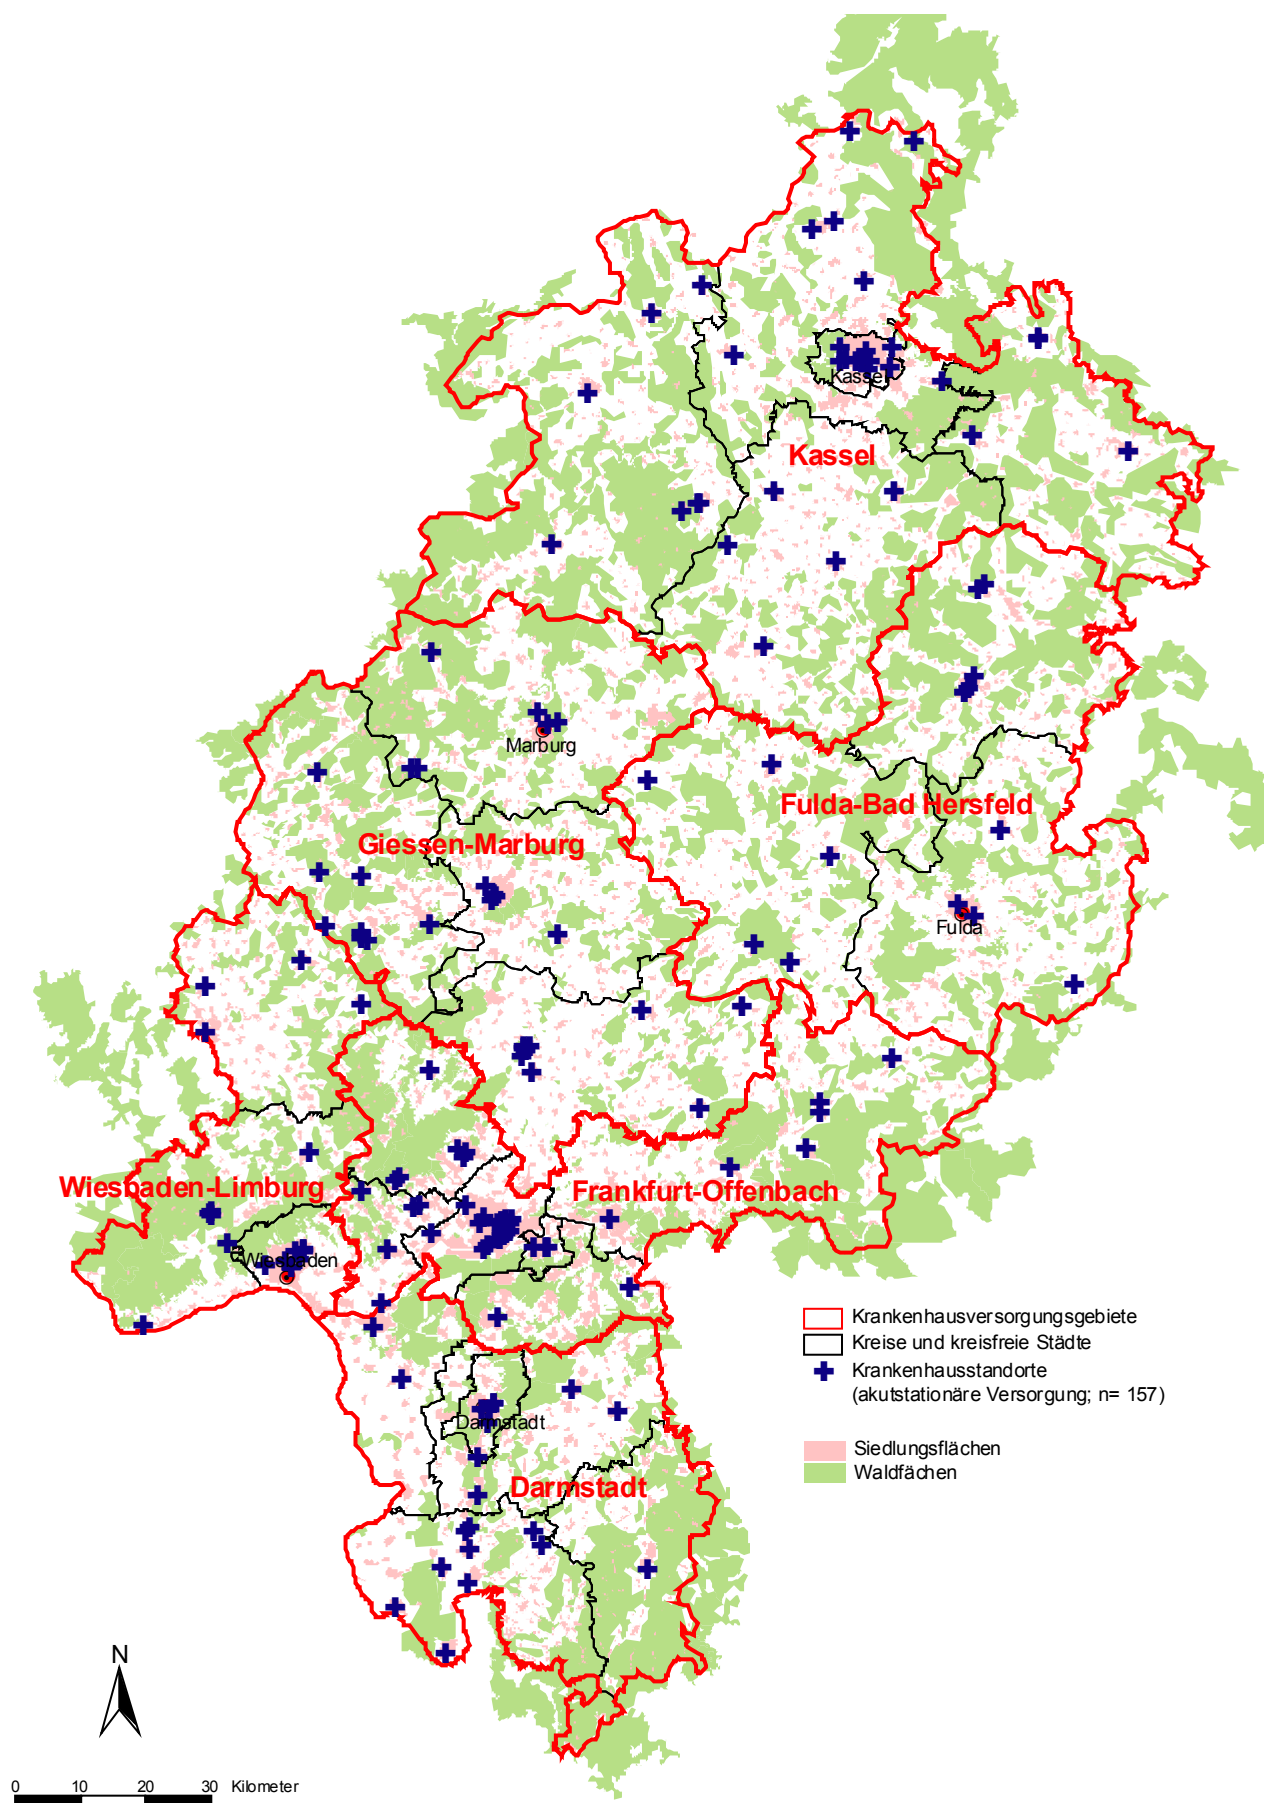 Kassel
Kassel
Marburg
Fulda-Bad Hersfeld
Giessen-Marburg
Fulda
Wiesbaden-Limburg
Frankfurt-Offenbach
Wiesbaden
Krankenhausversorgungsgebiete
Kreise und kreisfreie Städte
Krankenhausstandorte
(akutstationäre Versorgung; n= 157)
Darmstadt
Siedlungsflächen
Waldfächen
Darmstadt
N
0 10 20 30 Kilometer